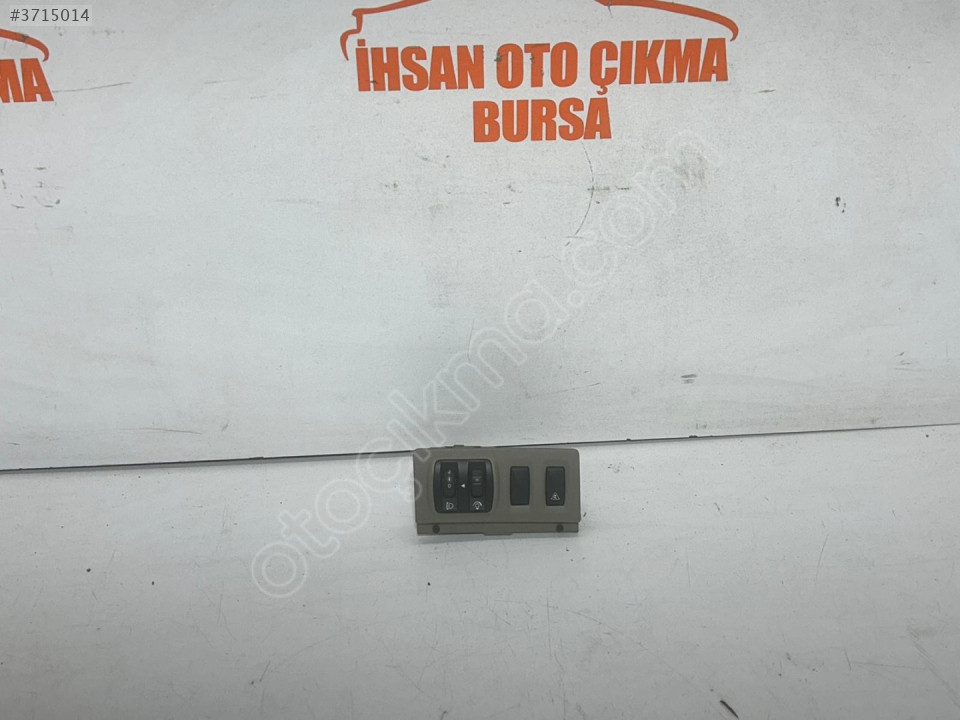 #3715014
MA
İHSAN OTO ÇIKMA
BURSA
otoçıkma.com